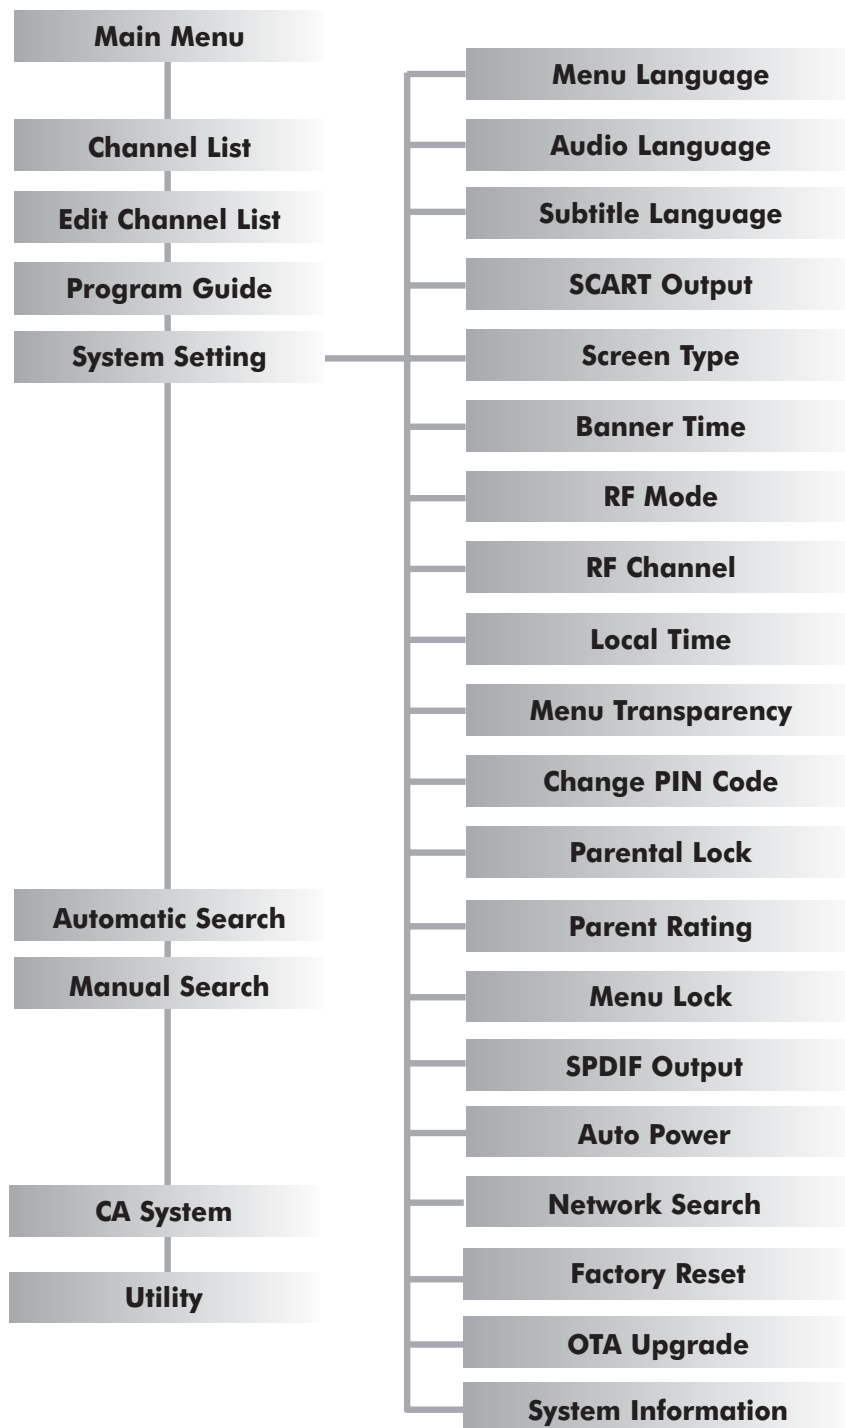 Main Menu
Channel List
Edit Channel List
Program Guide
System Setting
Automatic Search
Manual Search
CA System
Utility
Menu Language
Audio Language
Subtitle Language
SCART Output
Screen Type
Banner Time
RF Mode
RF Channel
Local Time
Menu Transparency
Change PIN Code
Parental Lock
Parent Rating
Menu Lock
SPDIF Output
Auto Power
Network Search
Factory Reset
OTA Upgrade
System Information